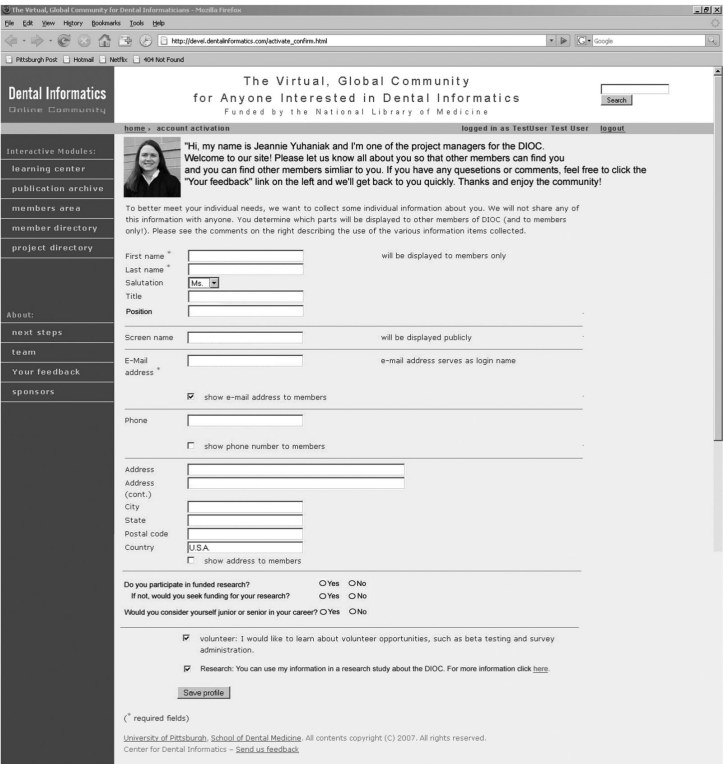 The Virtual, Global Community for Dental Informaticians - Mozilla Firefox
File Edit View History Bookmarks Tools Help
http://devel.dentalinformatics.com/activate_confirm.html
Google
Pittsburgh Post Hotmail Netflix 404 Not Found
Dental Informatics
Online Community
The Virtual, Global Community
for Anyone Interested in Dental Informatics
Funded by the National Library of Medicine
Search
home › account activation
logged in as TestUser Test User logout
Interactive Modules:
learning center
publication archive
members area
member directory
project directory
About:
next steps
team
Your feedback
sponsors
"Hi, my name is Jeannie Yuhaniak and I'm one of the project managers for the DIOC.
Welcome to our site! Please let us know all about you so that other members can find you
and you can find other members simliar to you. If you have any quesetions or comments, feel free to click the
"Your feedback" link on the left and we'll get back to you quickly. Thanks and enjoy the community!
To better meet your individual needs, we want to collect some individual information about you. We will not share any of
this information with anyone. You determine which parts will be displayed to other members of DIOC (and to members
only!). Please see the comments on the right describing the use of the various information items collected.
First name * will be displayed to members only
Last name *
Salutation Ms.
Title
Position
Screen name will be displayed publicly
E-Mail e-mail address serves as login name
address *
show e-mail address to members
Phone
show phone number to members
Address
Address
(cont.)
City
State
Postal code
Country U.S.A.
show address to members
Do you participate in funded research? Yes No
If not, would you seek funding for your research? Yes No
Would you consider yourself junior or senior in your career? Yes No
volunteer: I would like to learn about volunteer opportunities, such as beta testing and survey
administration.
Research: You can use my information in a research study about the DIOC. For more information click here.
Save profile
(* required fields)
University of Pittsburgh, School of Dental Medicine. All contents copyright (C) 2007. All rights reserved.
Center for Dental Informatics – Send us feedback